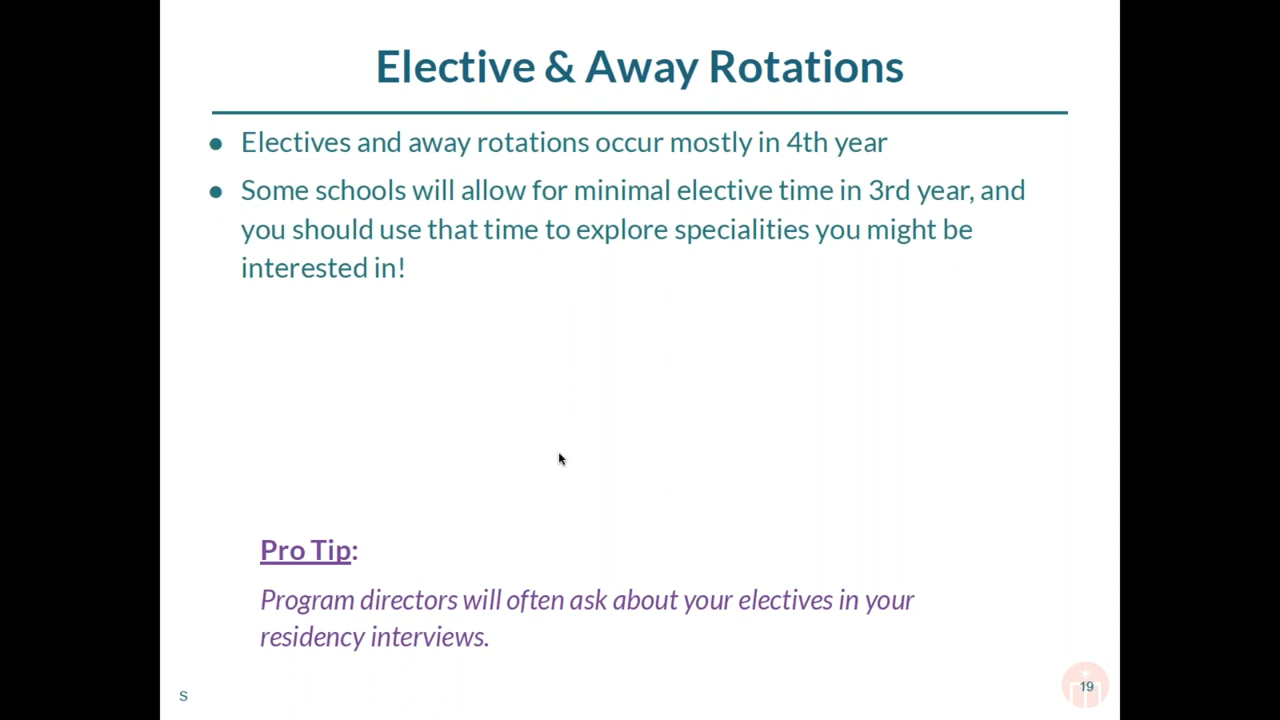 Elective & Away Rotations
● Electives and away rotations occur mostly in 4th year
● Some schools will allow for minimal elective time in 3rd year, and
you should use that time to explore specialities you might be
interested in!
Pro Tip:
Program directors will often ask about your electives in your
residency interviews.
S
19